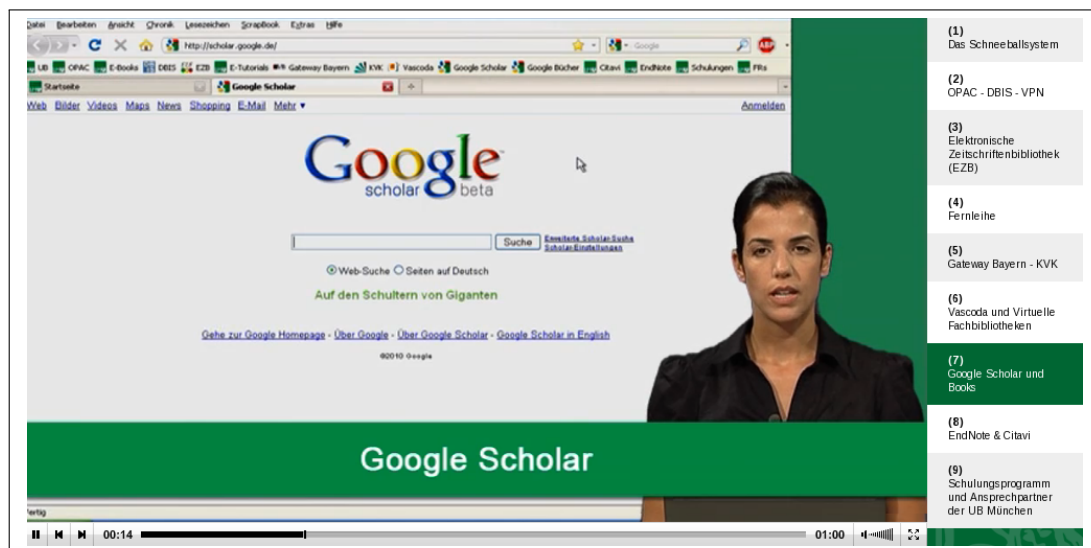 Datei Bearbeiten Ansicht Chronik Lesezeichen ScrapBook Extras Hilfe
http://scholar.google.de/
Google
ABP
UB OPAC E-Books DBIS EZB E-Tutorials Gateway Bayern KVK Vascoda Google Scholar Google Bücher Citavi EndNote Schulungen FRs
Startseite Google Scholar
Web Bilder Videos Maps News Shopping E-Mail Mehr ▼ Anmelden
Google
scholar beta
Suche
Erweiterte Scholar-Suche
Scholar-Einstellungen
Web-Suche Seiten auf Deutsch
Auf den Schultern von Giganten
Gehe zur Google Homepage - Über Google - Über Google Scholar - Google Scholar in English
©2010 Google
Google Scholar
Fertig
00:14 01:00
(1)
Das Schneeballsystem
(2)
OPAC - DBIS - VPN
(3)
Elektronische
Zeitschriftenbibliothek
(EZB)
(4)
Fernleihe
(5)
Gateway Bayern - KVK
(6)
Vascoda und Virtuelle
Fachbibliotheken
(7)
Google Scholar und
Books
(8)
EndNote & Citavi
(9)
Schulungsprogramm
und Ansprechpartner
der UB München